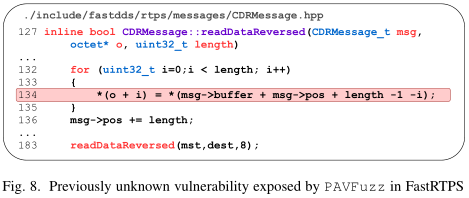 ./include/fastdds/rtps/messages/CDRMessage.hpp
127 inline bool CDRMessage::readDataReversed(CDRMessage_t msg,
octet* o, uint32_t length)
...
132 for (uint32_t i=0;i < length; i++)
133 {
134 *(o + i) = *(msg->buffer + msg->pos + length -1 -i);
135 }
136 msg->pos += length;
...
183 readDataReversed(mst,dest,8);
Fig. 8. Previously unknown vulnerability exposed by PAVFuzz in FastRTPS